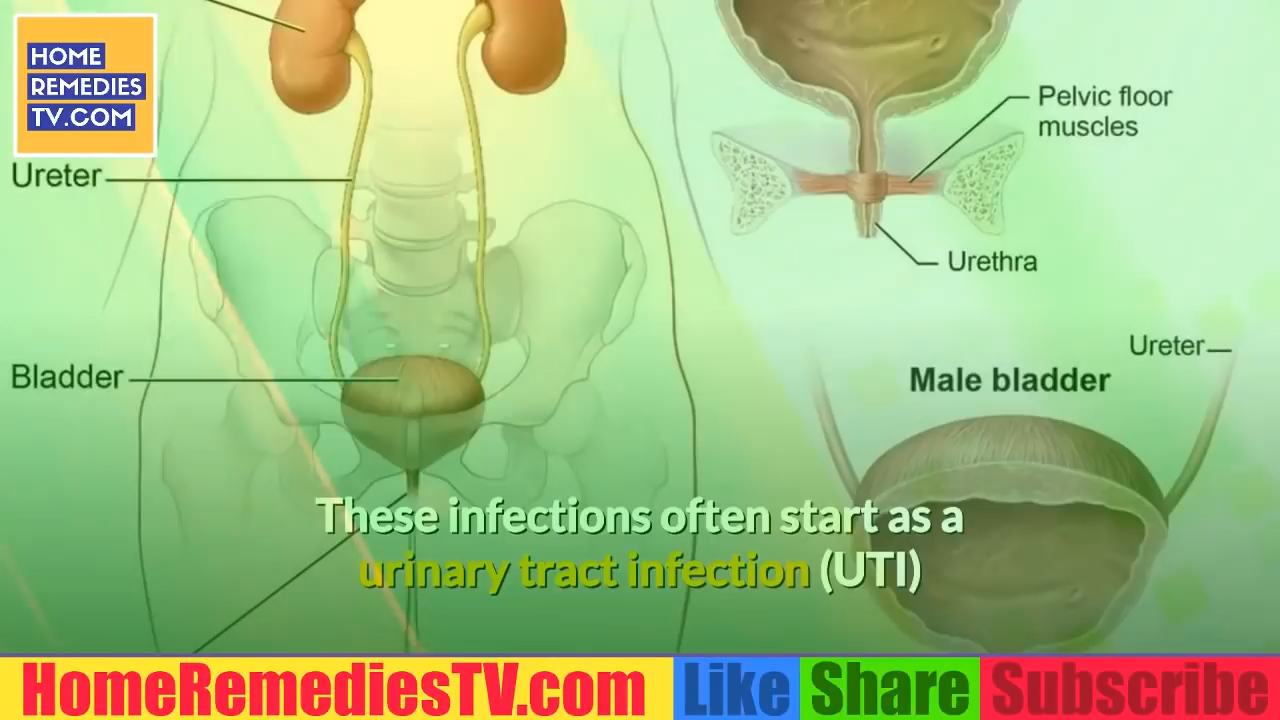 HOME
REMEDIES
TV.COM
Ureter
Bladder
Pelvic floor
muscles
Urethra
Ureter
Male bladder
These infections often start as a
urinary tract infection (UTI)
HomeRemediesTV.com Like Share Subscribe